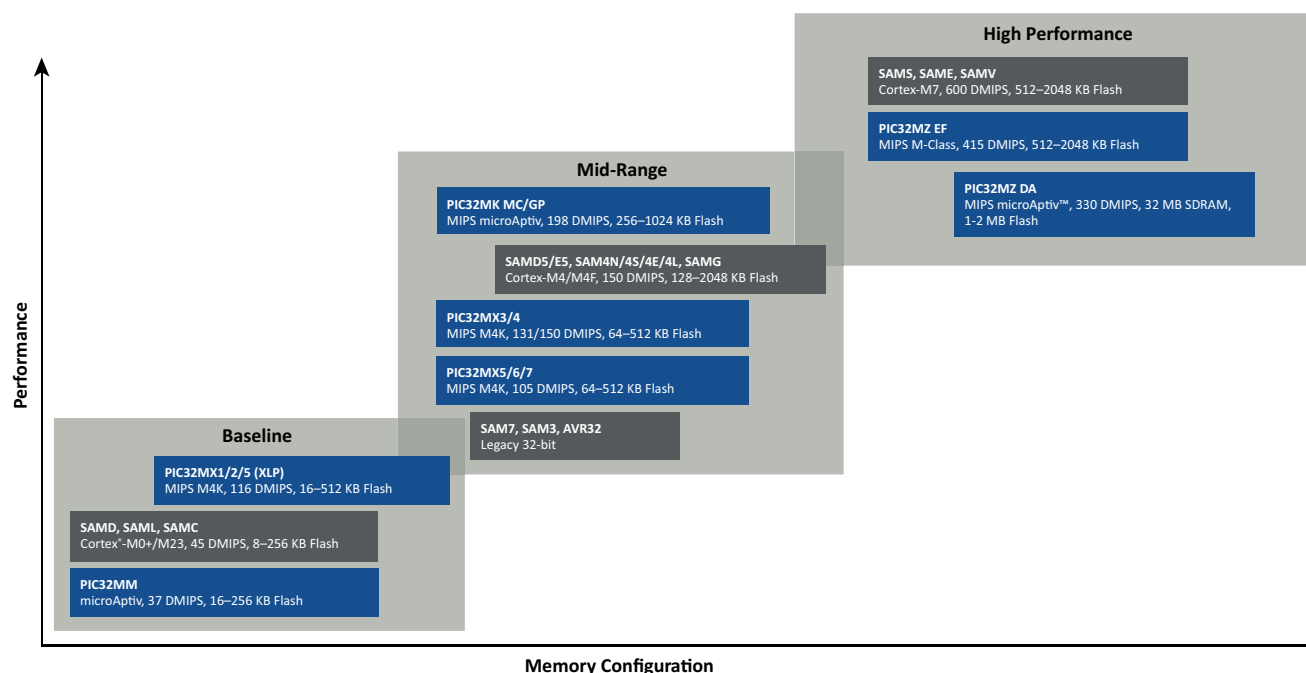 High Performance
SAMS, SAME, SAMV
Cortex-M7, 600 DMIPS, 512–2048 KB Flash
PIC32MZ EF
MIPS M-Class, 415 DMIPS, 512–2048 KB Flash
PIC32MZ DA
MIPS microAptiv™, 330 DMIPS, 32 MB SDRAM,
1-2 MB Flash
Mid-Range
PIC32MK MC/GP
MIPS microAptiv, 198 DMIPS, 256–1024 KB Flash
SAMD5/E5, SAM4N/4S/4E/4L, SAMG
Cortex-M4/M4F, 150 DMIPS, 128–2048 KB Flash
PIC32MX3/4
MIPS M4K, 131/150 DMIPS, 64–512 KB Flash
PIC32MX5/6/7
MIPS M4K, 105 DMIPS, 64–512 KB Flash
SAM7, SAM3, AVR32
Legacy 32-bit
Baseline
PIC32MX1/2/5 (XLP)
MIPS M4K, 116 DMIPS, 16–512 KB Flash
SAMD, SAML, SAMC
Cortex®-M0+/M23, 45 DMIPS, 8–256 KB Flash
PIC32MM
microAptiv, 37 DMIPS, 16–256 KB Flash
Performance
Memory Configuration